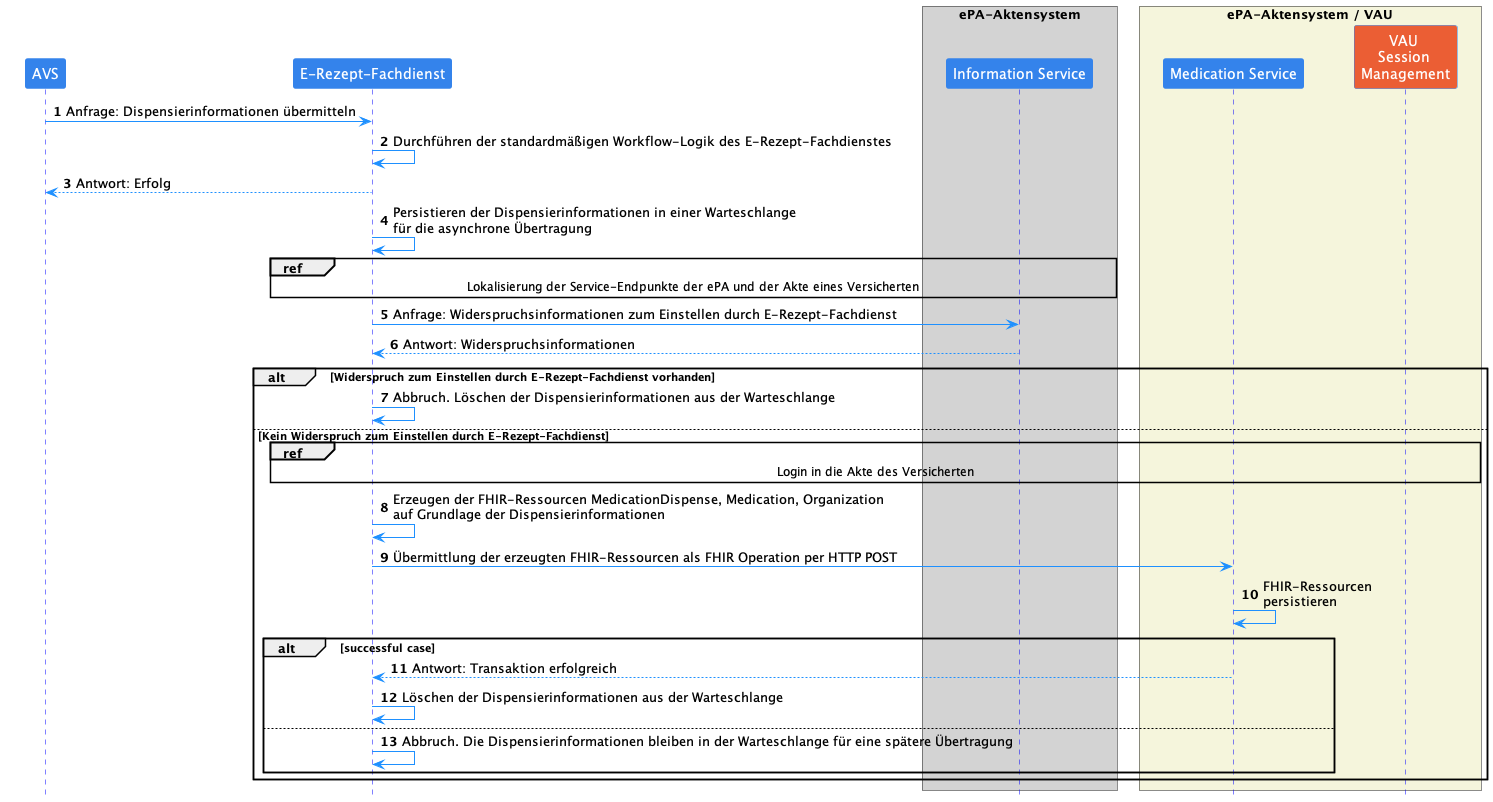 ePA-Aktensystem
ePA-Aktensystem / VAU
AVS
E-Rezept-Fachdienst
Information Service
Medication Service
VAU
Session
Management
1 Anfrage: Dispensierinformationen übermitteln
2 Durchführen der standardmäßigen Workflow-Logik des E-Rezept-Fachdienstes
3 Antwort: Erfolg
4 Persistieren der Dispensierinformationen in einer Warteschlange
für die asynchrone Übertragung
ref
Lokalisierung der Service-Endpunkte der ePA und der Akte eines Versicherten
5 Anfrage: Widerspruchsinformationen zum Einstellen durch E-Rezept-Fachdienst
6 Antwort: Widerspruchsinformationen
alt [Widerspruch zum Einstellen durch E-Rezept-Fachdienst vorhanden]
7 Abbruch. Löschen der Dispensierinformationen aus der Warteschlange
[Kein Widerspruch zum Einstellen durch E-Rezept-Fachdienst]
ref
Login in die Akte des Versicherten
8 Erzeugen der FHIR-Ressourcen MedicationDispense, Medication, Organization
auf Grundlage der Dispensierinformationen
9 Übermittlung der erzeugten FHIR-Ressourcen als FHIR Operation per HTTP POST
10 FHIR-Ressourcen
persistieren
alt [successful case]
11 Antwort: Transaktion erfolgreich
12 Löschen der Dispensierinformationen aus der Warteschlange
13 Abbruch. Die Dispensierinformationen bleiben in der Warteschlange für eine spätere Übertragung